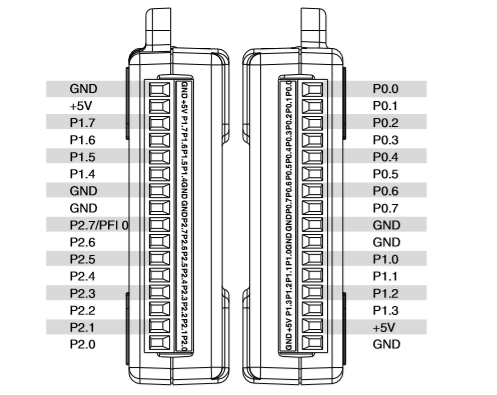 GND
+5V
P1.7
P1.6
P1.5
P1.4
GND
GND
P2.7/PFI 0
P2.6
P2.5
P2.4
P2.3
P2.2
P2.1
P2.0
GND +5V P1.7 P1.6 P1.5 P1.4 GND GND P2.7 P2.6 P2.5 P2.4 P2.3 P2.2 P2.1 P2.0
GND +5V P1.3 P1.2 P1.1 P1.0 GND GND P0.7 P0.6 P0.5 P0.4 P0.3 P0.2 P0.1 P0.0
P0.0
P0.1
P0.2
P0.3
P0.4
P0.5
P0.6
P0.7
GND
GND
P1.0
P1.1
P1.2
P1.3
+5V
GND